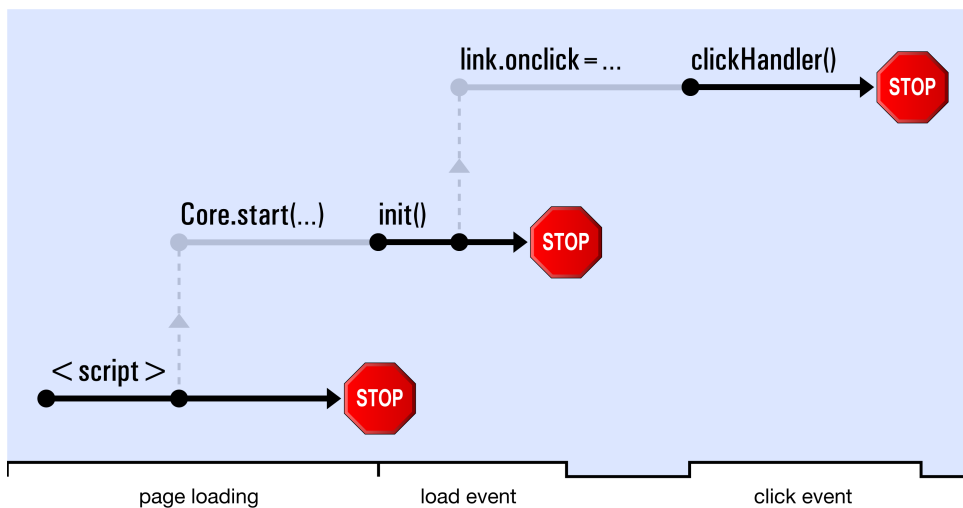 link.onclick = ... clickHandler()
STOP
Core.start(...) init()
STOP
< script >
STOP
page loading load event click event